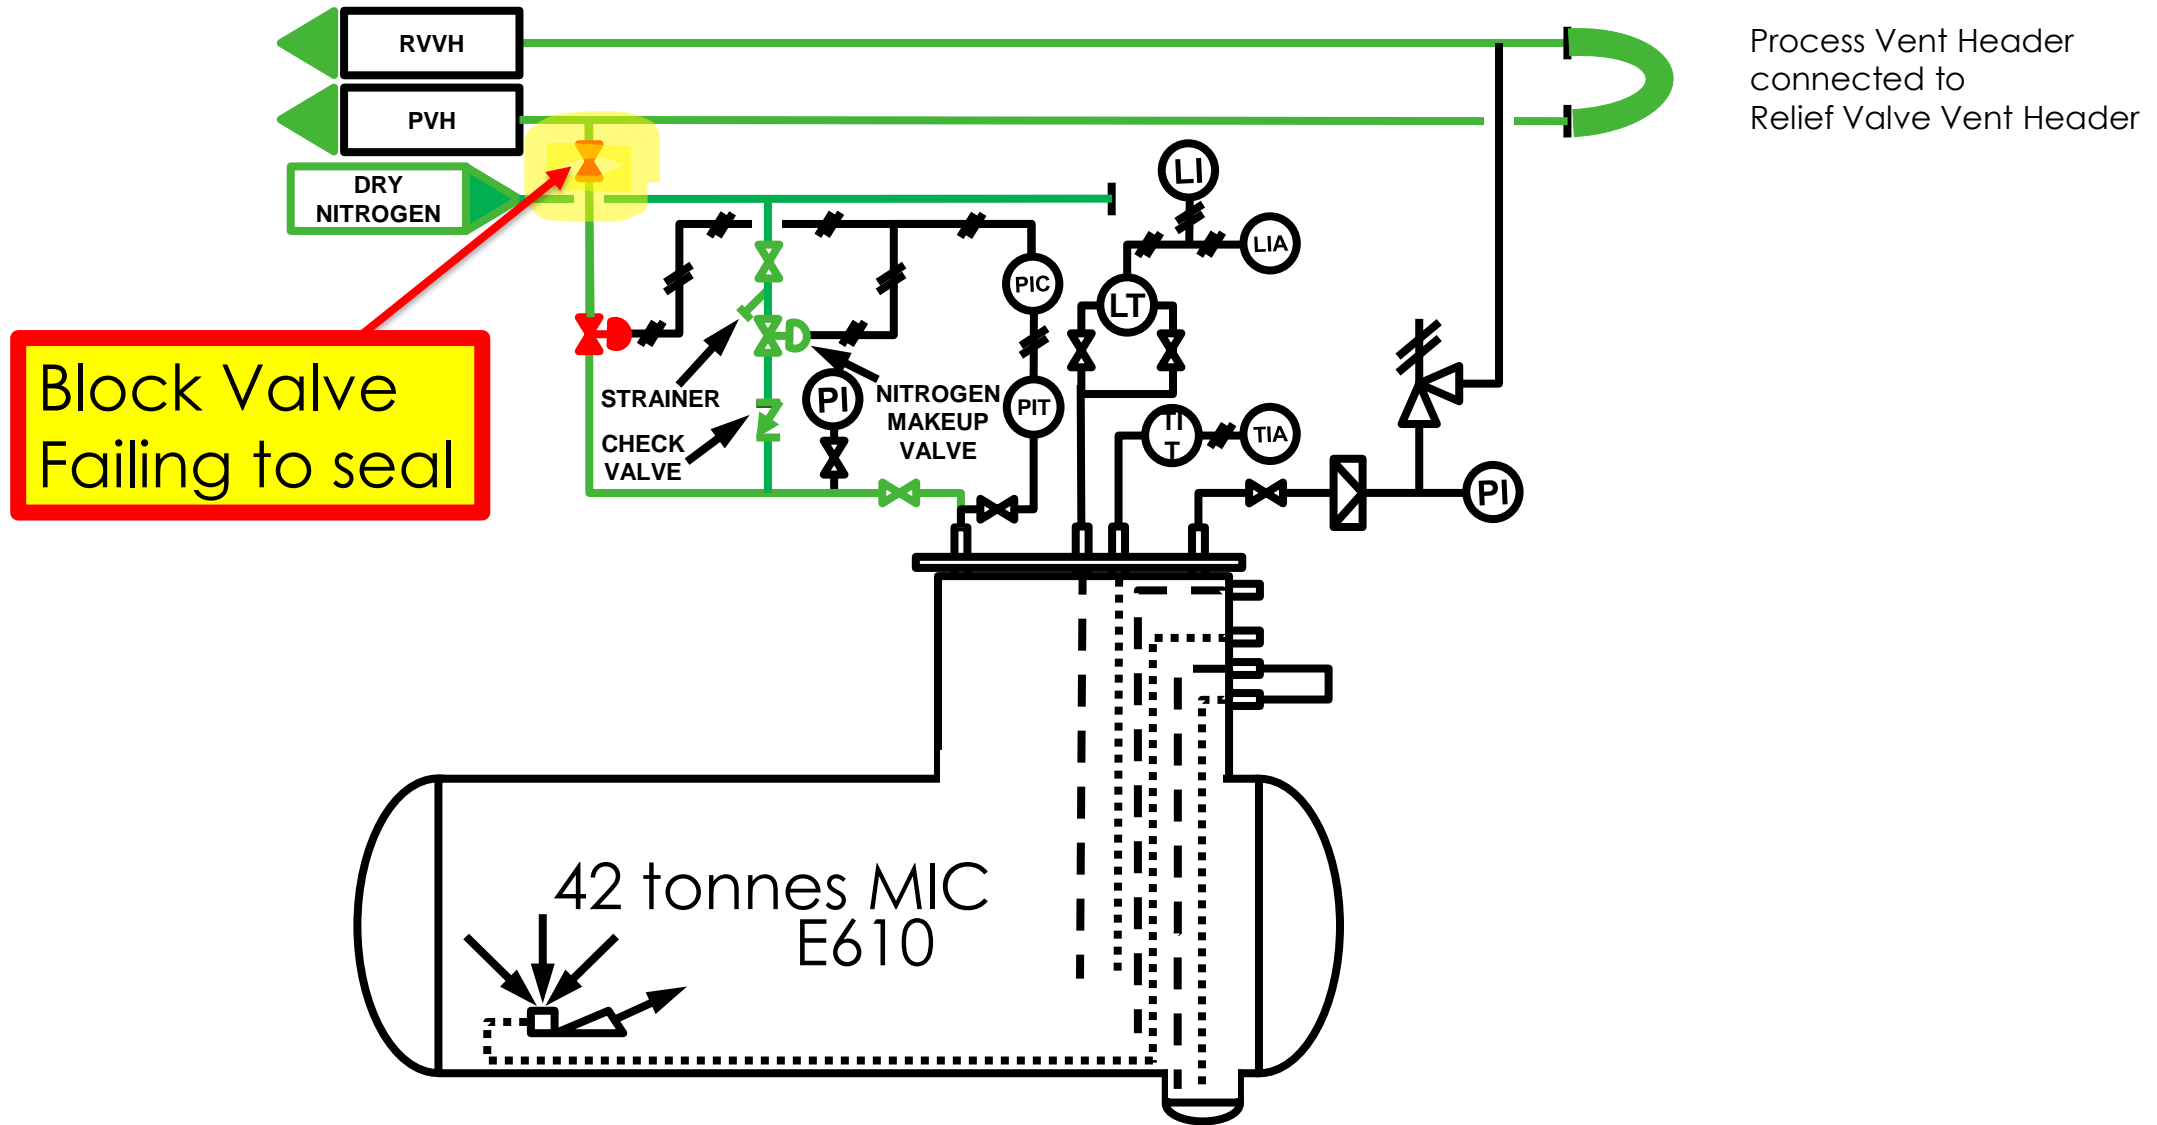 RVVH
Process Vent Header
connected to
Relief Valve Vent Header
PVH
DRY
NITROGEN
LI
LIA
PIC
LT
Block Valve
Failing to seal
STRAINER
PI
NITROGEN
MAKEUP
VALVE
PIT
CHECK
VALVE
TI
T
TIA
PI
42 tonnes MIC
E610